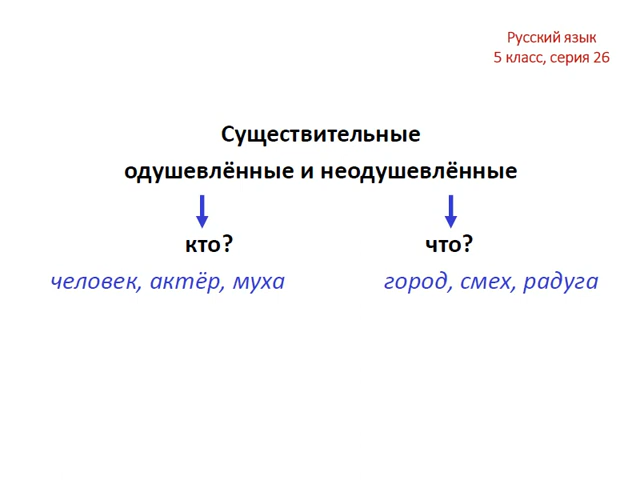 Русский язык
5 класс, серия 26
Существительные
одушевлённые и неодушевлённые
кто? что?
человек, актёр, муха город, смех, радуга